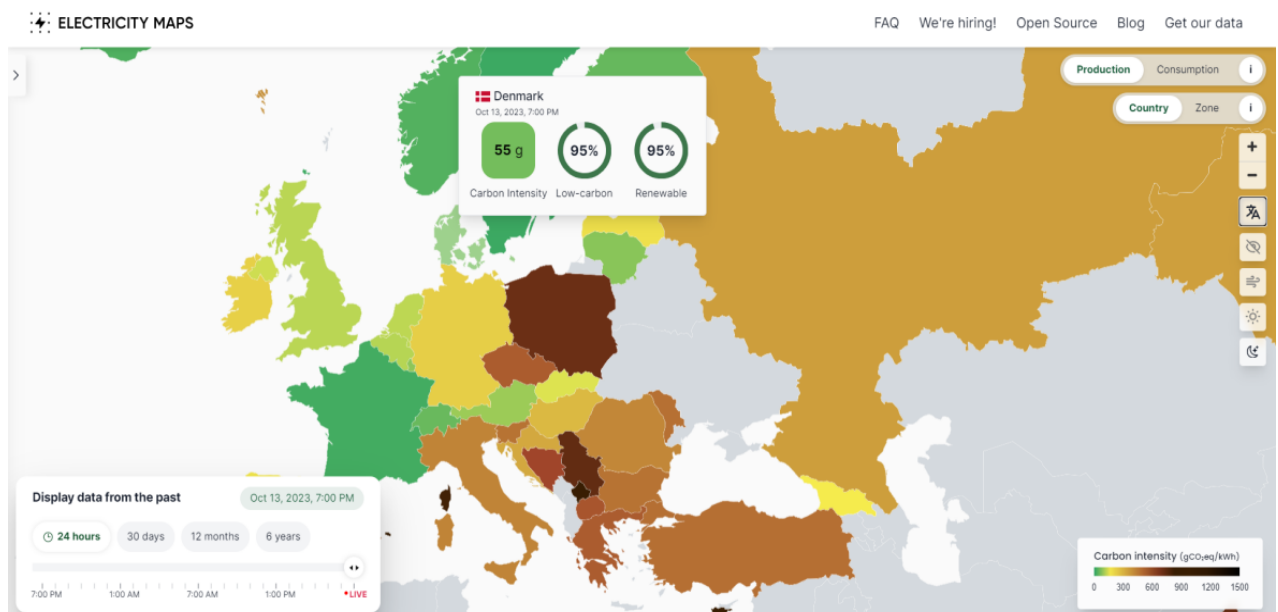 ELECTRICITY MAPS
FAQ We're hiring! Open Source Blog Get our data
Production Consumption i
Country Zone i
Denmark
Oct 13, 2023, 7:00 PM
55 g 95% 95%
Carbon Intensity Low-carbon Renewable
Display data from the past Oct 13, 2023, 7:00 PM
24 hours 30 days 12 months 6 years
7:00 PM 1:00 AM 7:00 AM 1:00 PM LIVE
Carbon intensity (gCO₂eq/kWh)
0 300 600 900 1200 1500